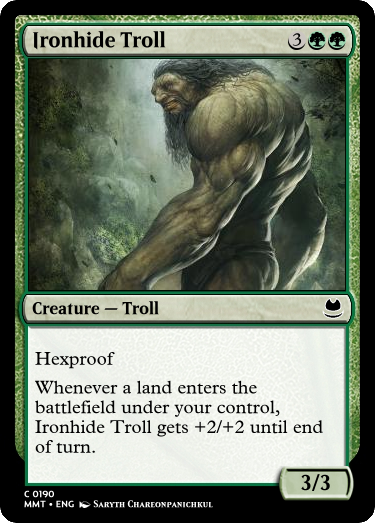 Ironhide Troll 3
Creature — Troll
Hexproof
Whenever a land enters the
battlefield under your control,
Ironhide Troll gets +2/+2 until end
of turn.
3/3
C 0190
MMT • ENG Saryth Chareonpanichkul